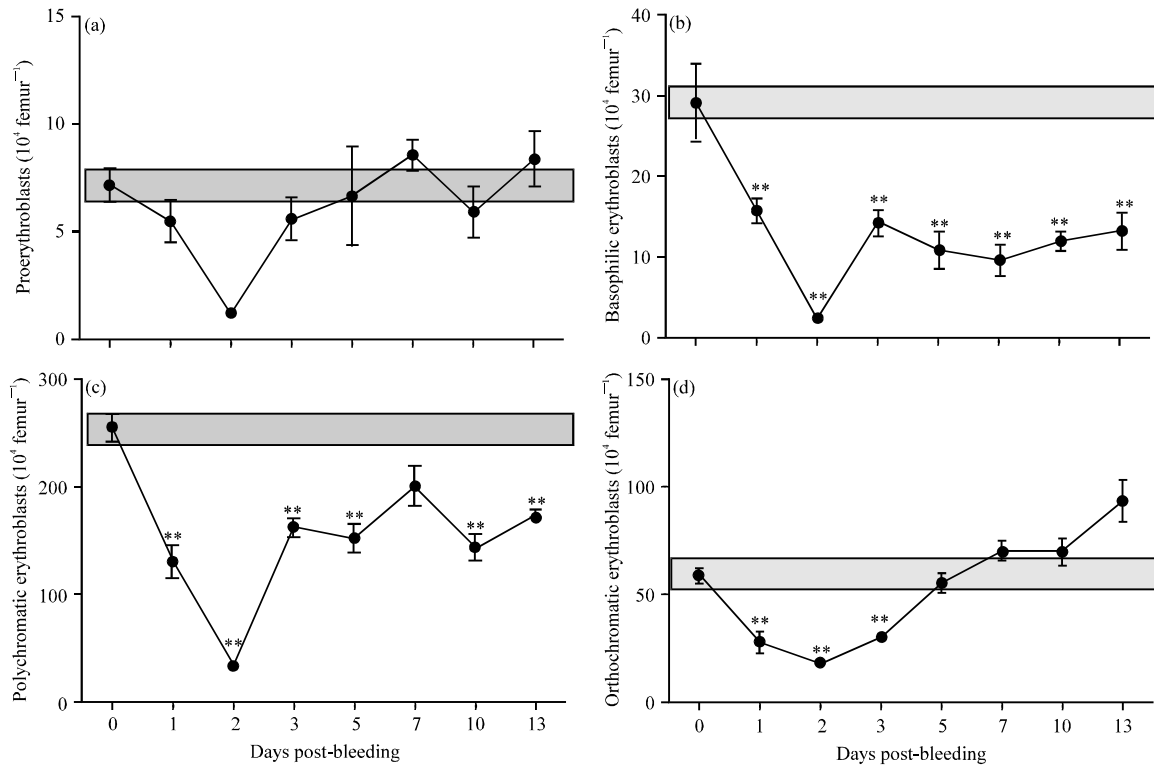 (a)
Proerythroblasts (10⁴ femur⁻¹)
15
10
5
0
(b)
Basophilic erythroblasts (10⁴ femur⁻¹)
40
30
20
10
0
**
**
**
**
**
**
**
(c)
Polychromatic erythroblasts (10⁴ femur⁻¹)
300
200
100
0
**
**
**
**
**
**
0 1 2 3 5 7 10 13
Days post-bleeding
(d)
Orthochromatic erythroblasts (10⁴ femur⁻¹)
150
100
50
0
**
**
**
0 1 2 3 5 7 10 13
Days post-bleeding